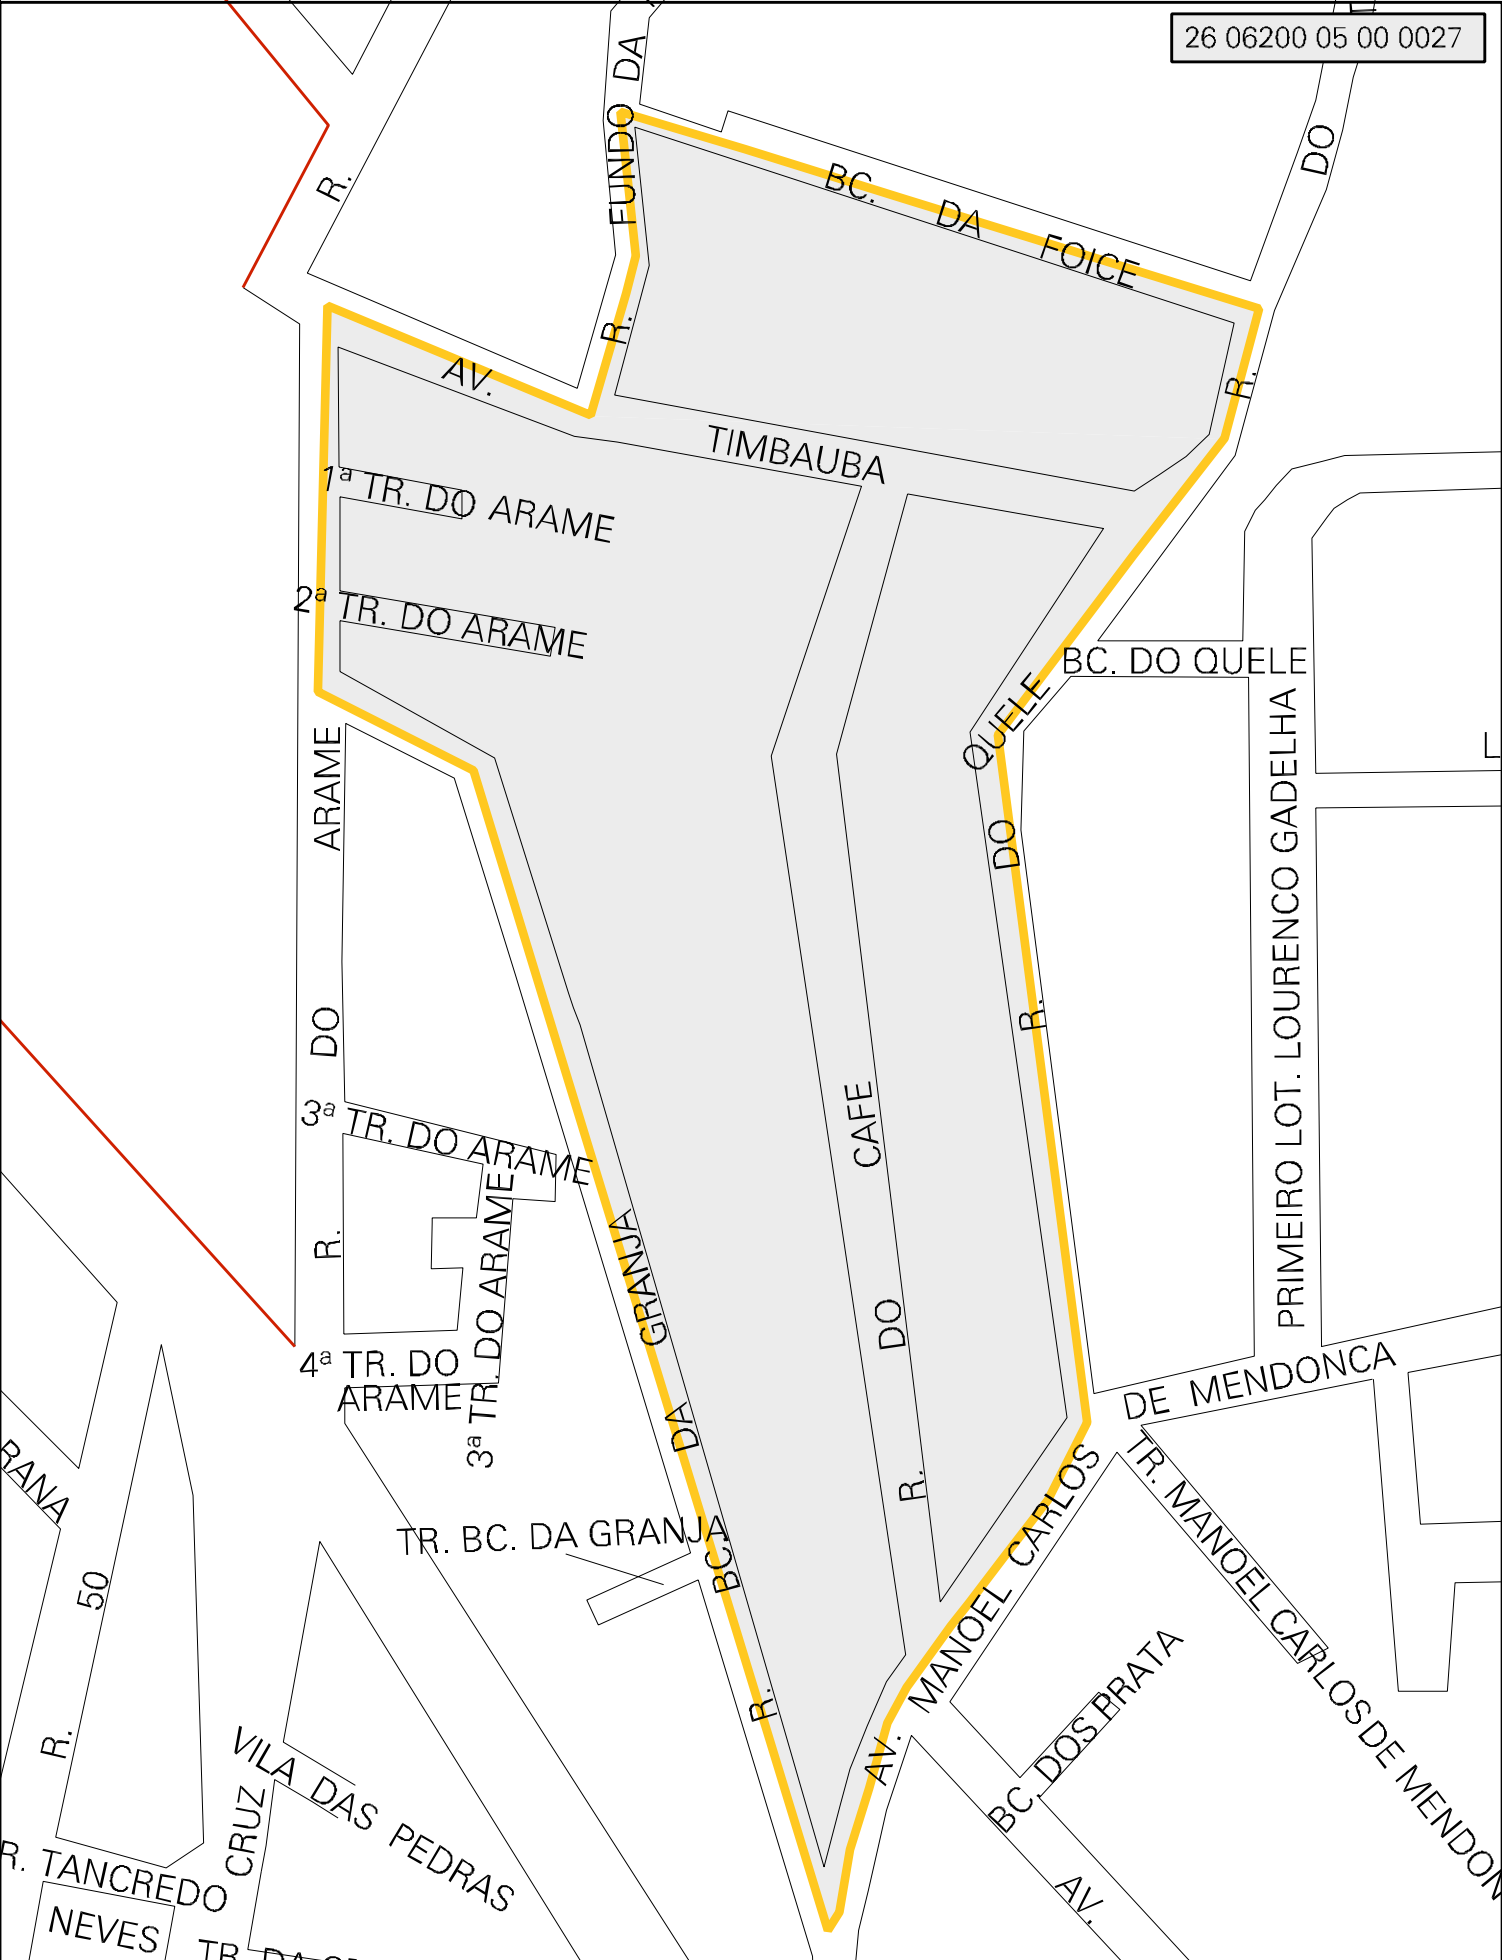 26 06200 05 00 0027
R.
R. FUNDO DA
BC. DA FOICE
R. DO QUELE
R. DO
AV. TIMBAUBA
1ª TR. DO ARAME
2ª TR. DO ARAME
BC. DO QUELE
PRIMEIRO LOT. LOURENCO GADELHA
L
R. DO ARAME
3ª TR. DO ARAME
3ª TR. DO ARAME
4ª TR. DO
ARAME
R. DO CAFE
R. BC. DA GRANJA
TR. BC. DA GRANJA
AV. MANOEL CARLOS DE MENDONCA
TR. MANOEL CARLOS DE MENDON
BC. DOS PRATA
AV.
RANA
R. 50
VILA DAS PEDRAS
CRUZ
R. TANCREDO
NEVES